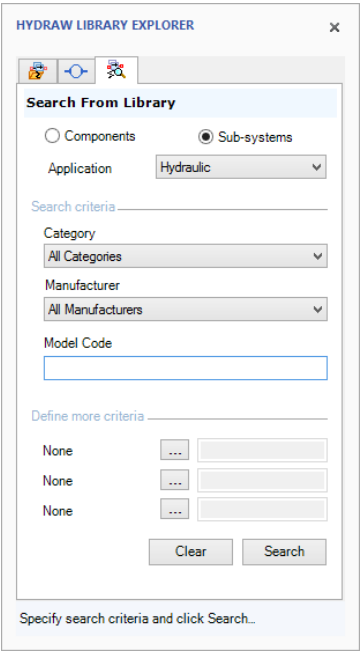 HYDRAW LIBRARY EXPLORER
Search From Library
Components Sub-systems
Application Hydraulic
Search criteria
Category
All Categories
Manufacturer
All Manufacturers
Model Code
Define more criteria
None ...
None ...
None ...
Clear Search
Specify search criteria and click Search...